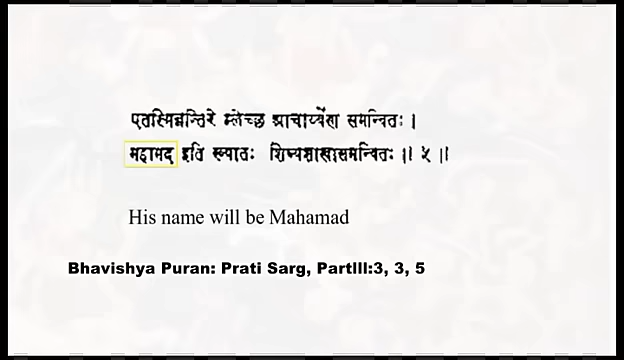 एतस्मिन्नन्तिरे म्लेच्छ आचार्य्येण समन्वितः ।
महामद इति ख्यातः शिष्यशाखासमन्वितः ॥ ५ ॥
His name will be Mahamad
Bhavishya Puran: Prati Sarg, PartIII:3, 3, 5